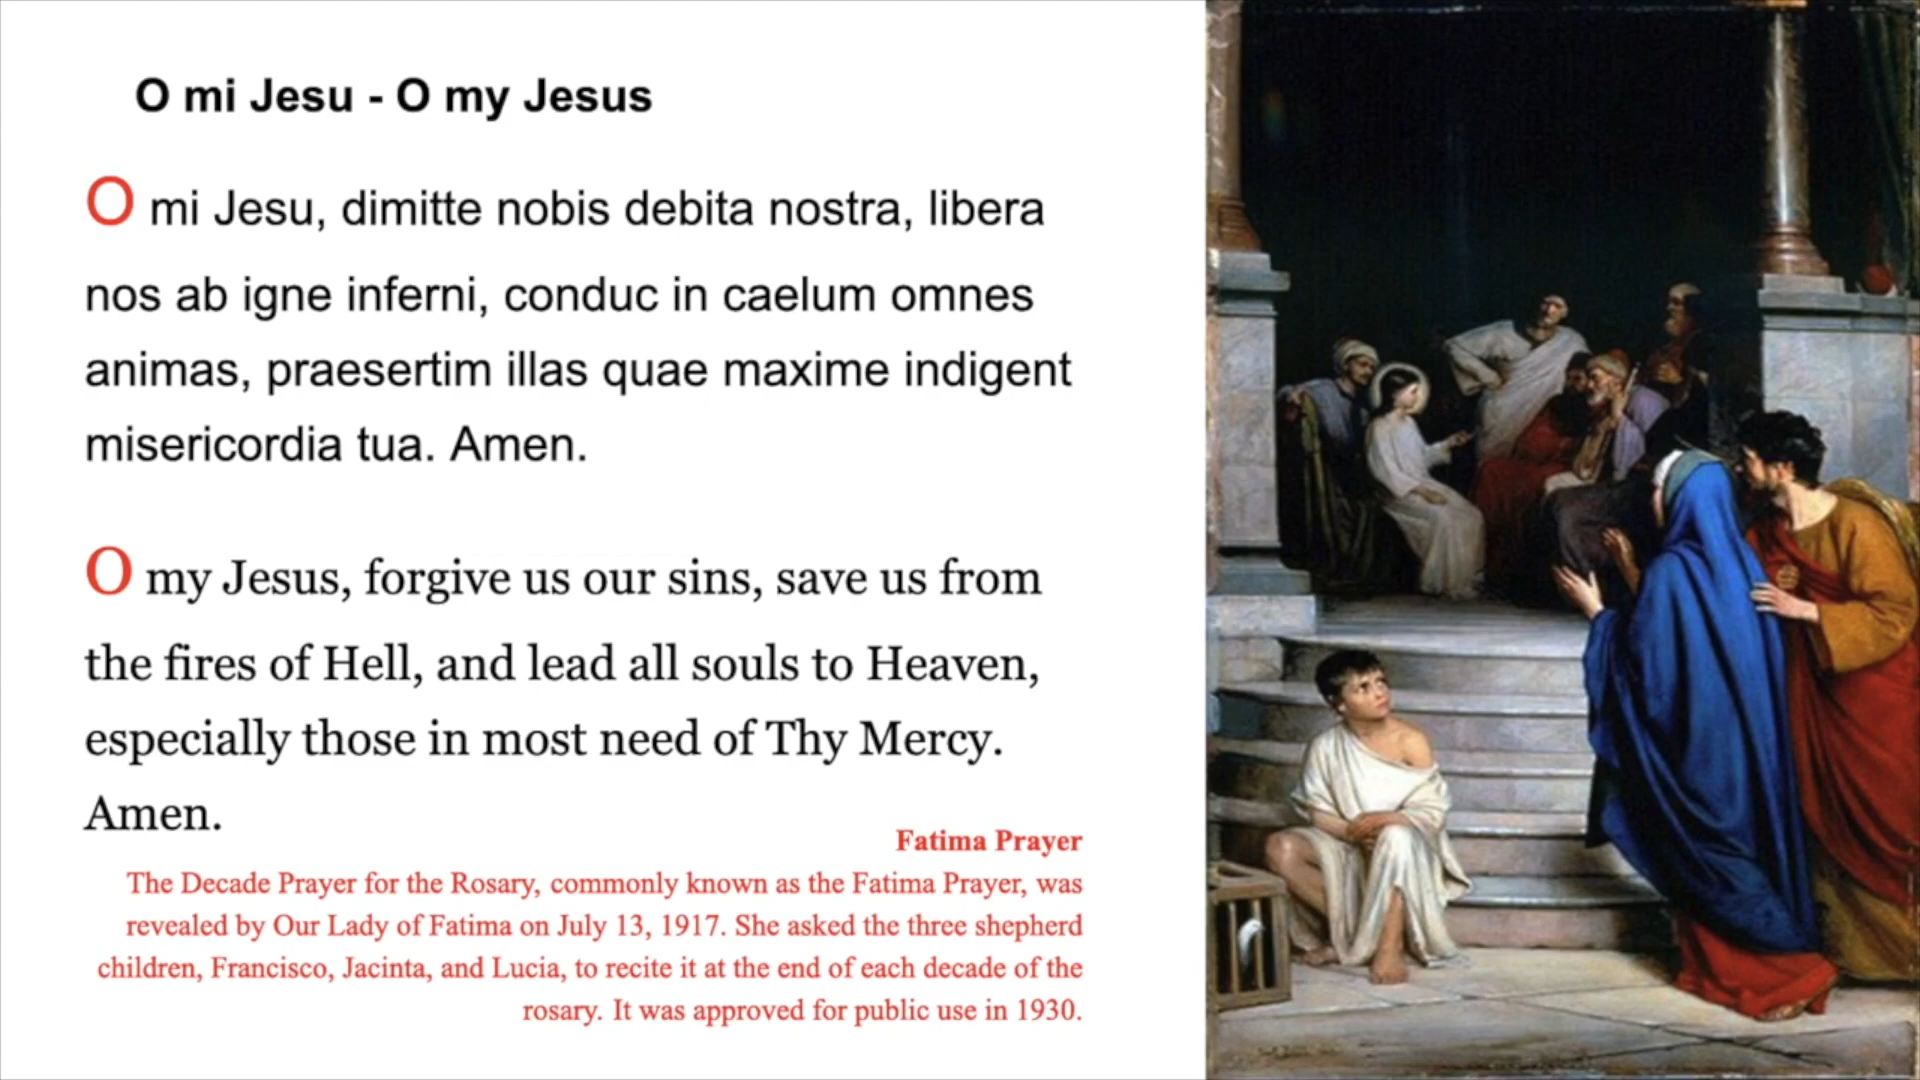 O mi Jesu - O my Jesus
O mi Jesu, dimitte nobis debita nostra, libera
nos ab igne inferni, conduc in caelum omnes
animas, praesertim illas quae maxime indigent
misericordia tua. Amen.
O my Jesus, forgive us our sins, save us from
the fires of Hell, and lead all souls to Heaven,
especially those in most need of Thy Mercy.
Amen.
Fatima Prayer
The Decade Prayer for the Rosary, commonly known as the Fatima Prayer, was
revealed by Our Lady of Fatima on July 13, 1917. She asked the three shepherd
children, Francisco, Jacinta, and Lucia, to recite it at the end of each decade of the
rosary. It was approved for public use in 1930.